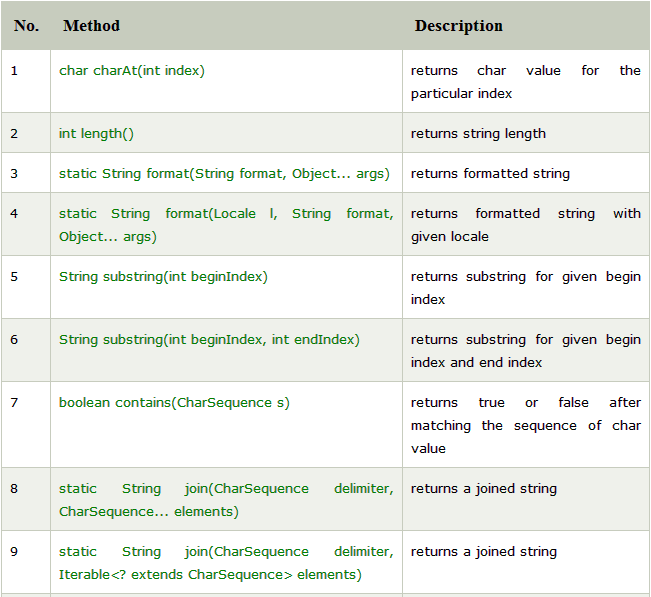 No. Method Description
1 char charAt(int index) returns char value for the
particular index
2 int length() returns string length
3 static String format(String format, Object... args) returns formatted string
4 static String format(Locale l, String format, returns formatted string with
Object... args) given locale
5 String substring(int beginIndex) returns substring for given begin
index
6 String substring(int beginIndex, int endIndex) returns substring for given begin
index and end index
7 boolean contains(CharSequence s) returns true or false after
matching the sequence of char
value
8 static String join(CharSequence delimiter, returns a joined string
CharSequence... elements)
9 static String join(CharSequence delimiter, returns a joined string
Iterable<? extends CharSequence> elements)